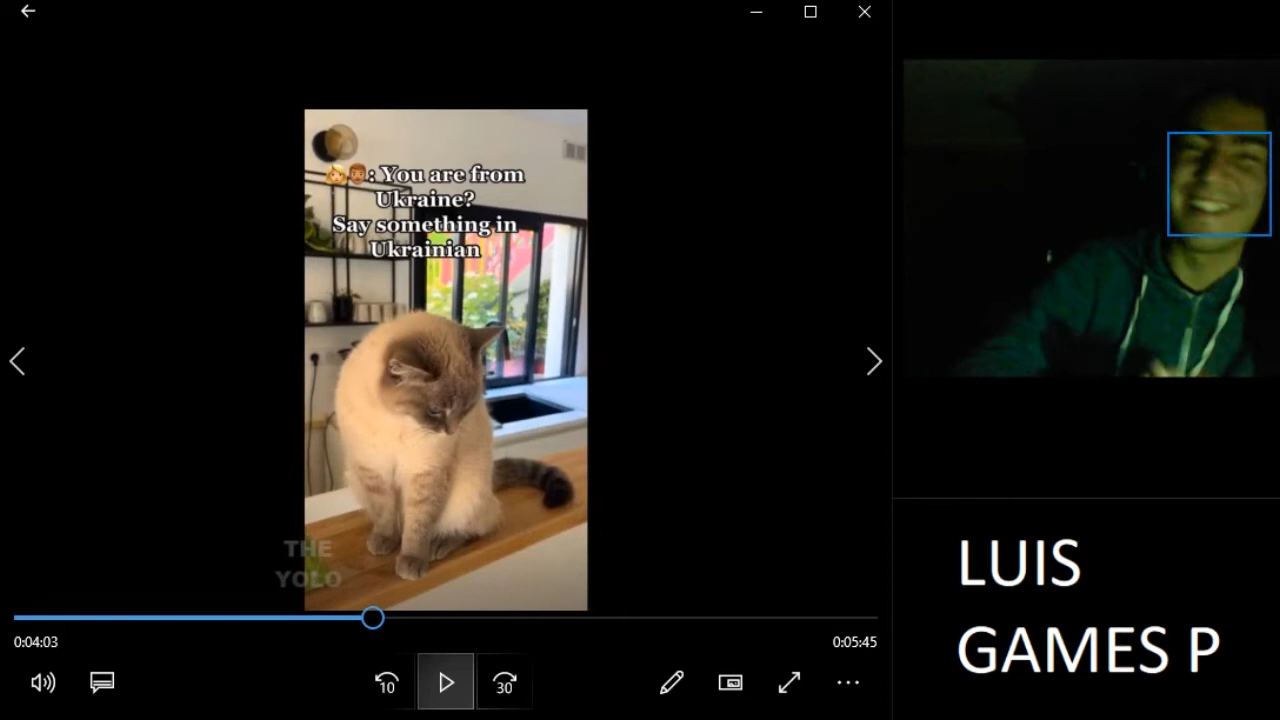 👱‍♀️🧔🏽: You are from
Ukraine?
Say something in
Ukrainian
THE
YOLO
0:04:03
0:05:45
10
30
LUIS
GAMES P